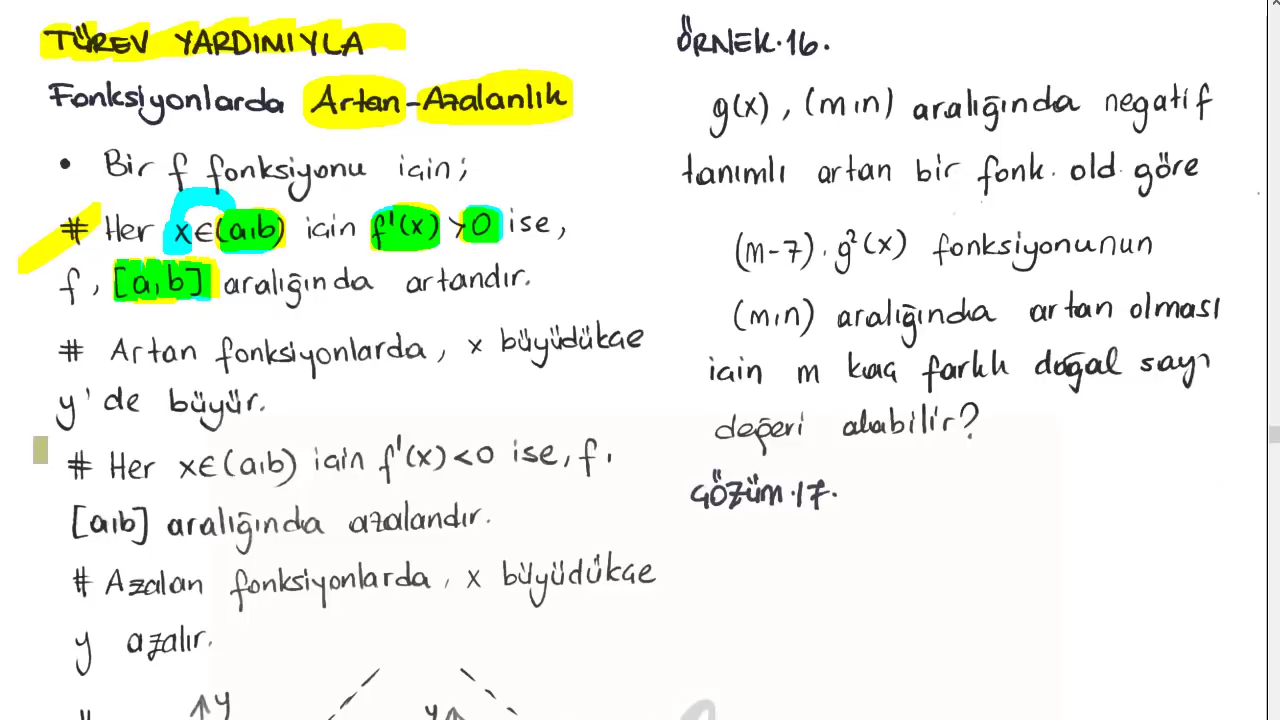 TÜREV YARDIMIYLA
Fonksiyonlarda Artan-Azalanlık
• Bir f fonksiyonu için;
# Her x∈(a,b) için f'(x)>0 ise,
f, [a,b] aralığında artandır.
# Artan fonksiyonlarda, x büyüdükçe
y'de büyür.
# Her x∈(a,b) için f'(x)<0 ise, f,
[a,b] aralığında azalandır.
# Azalan fonksiyonlarda, x büyüdükçe
y azalır.
y
y
ÖRNEK.16.
g(x), (m,n) aralığında negatif
tanımlı artan bir fonk. old. göre
(m-7).g²(x) fonksiyonunun
(m,n) aralığında artan olması
için m kaç farklı doğal sayı
değeri alabilir?
ÇÖZÜM.17.